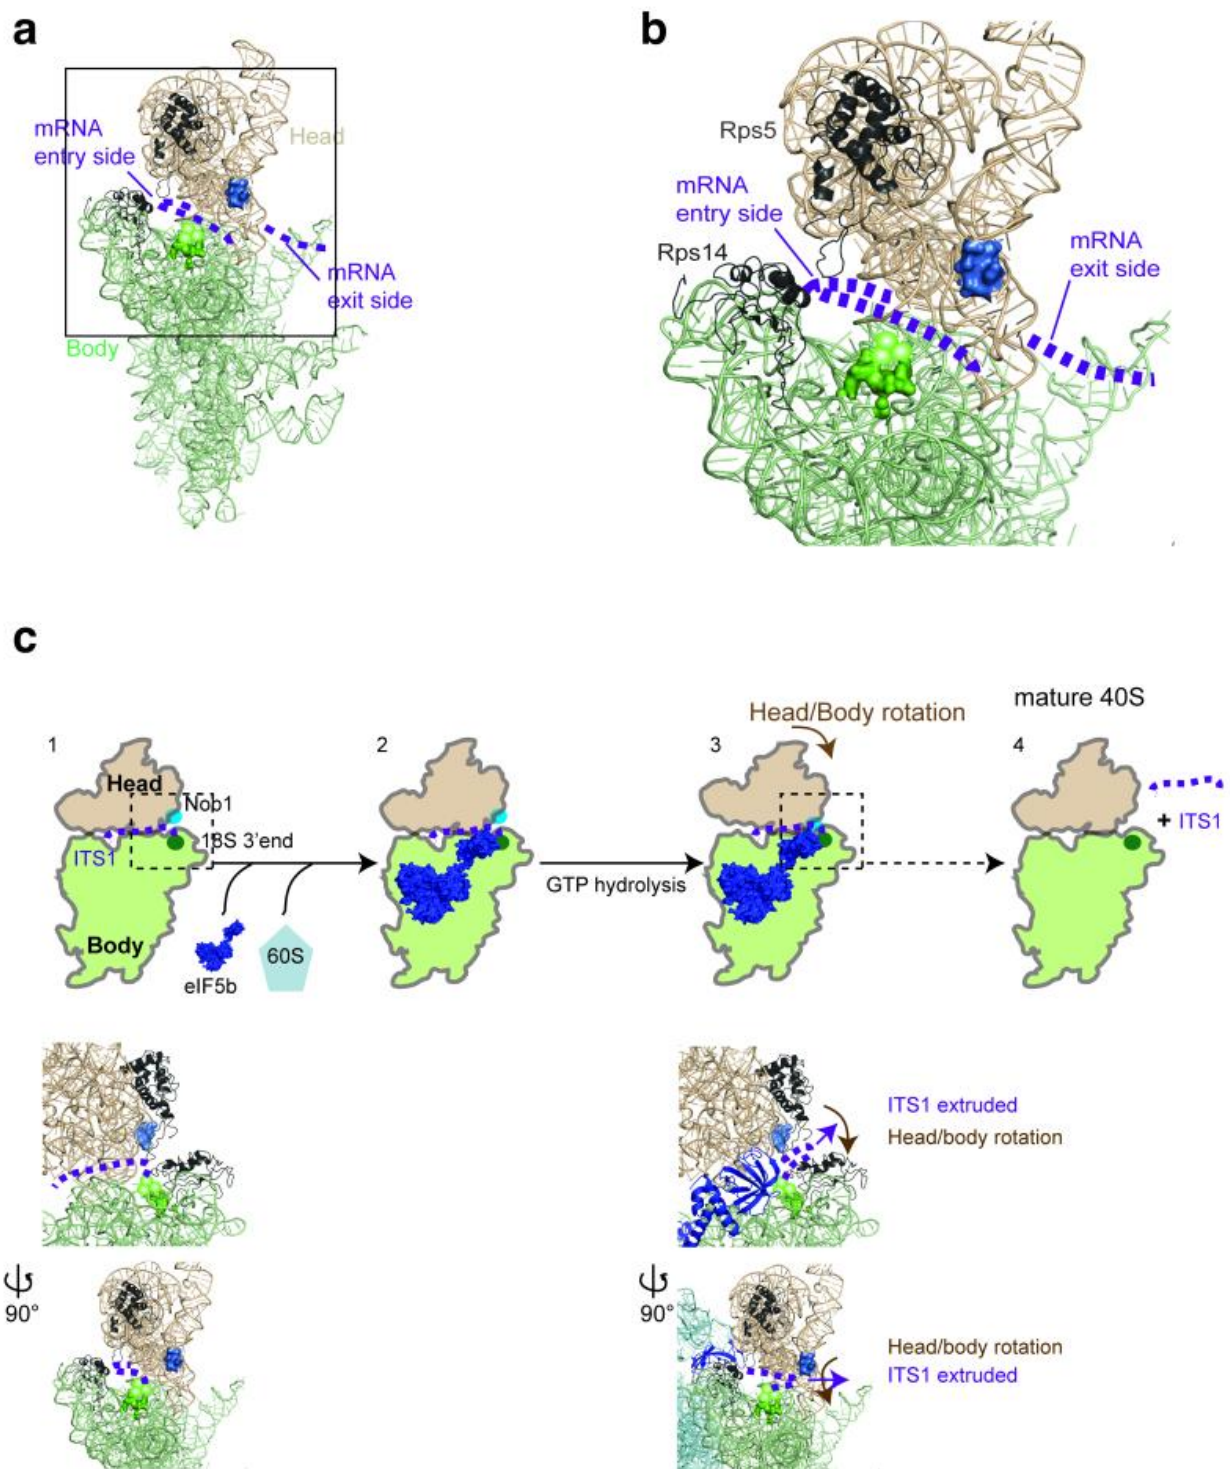 a
mRNA
entry side
Head
mRNA
exit side
Body
b
Rps5
mRNA
entry side
Rps14
mRNA
exit side
c
mature 40S
Head/Body rotation
1
2
3
4
Head
Nob1
18S 3'end
ITS1
+ ITS1
GTP hydrolysis
Body
60S
eIF5b
ITS1 extruded
Head/body rotation
90°
90°
Head/body rotation
ITS1 extruded